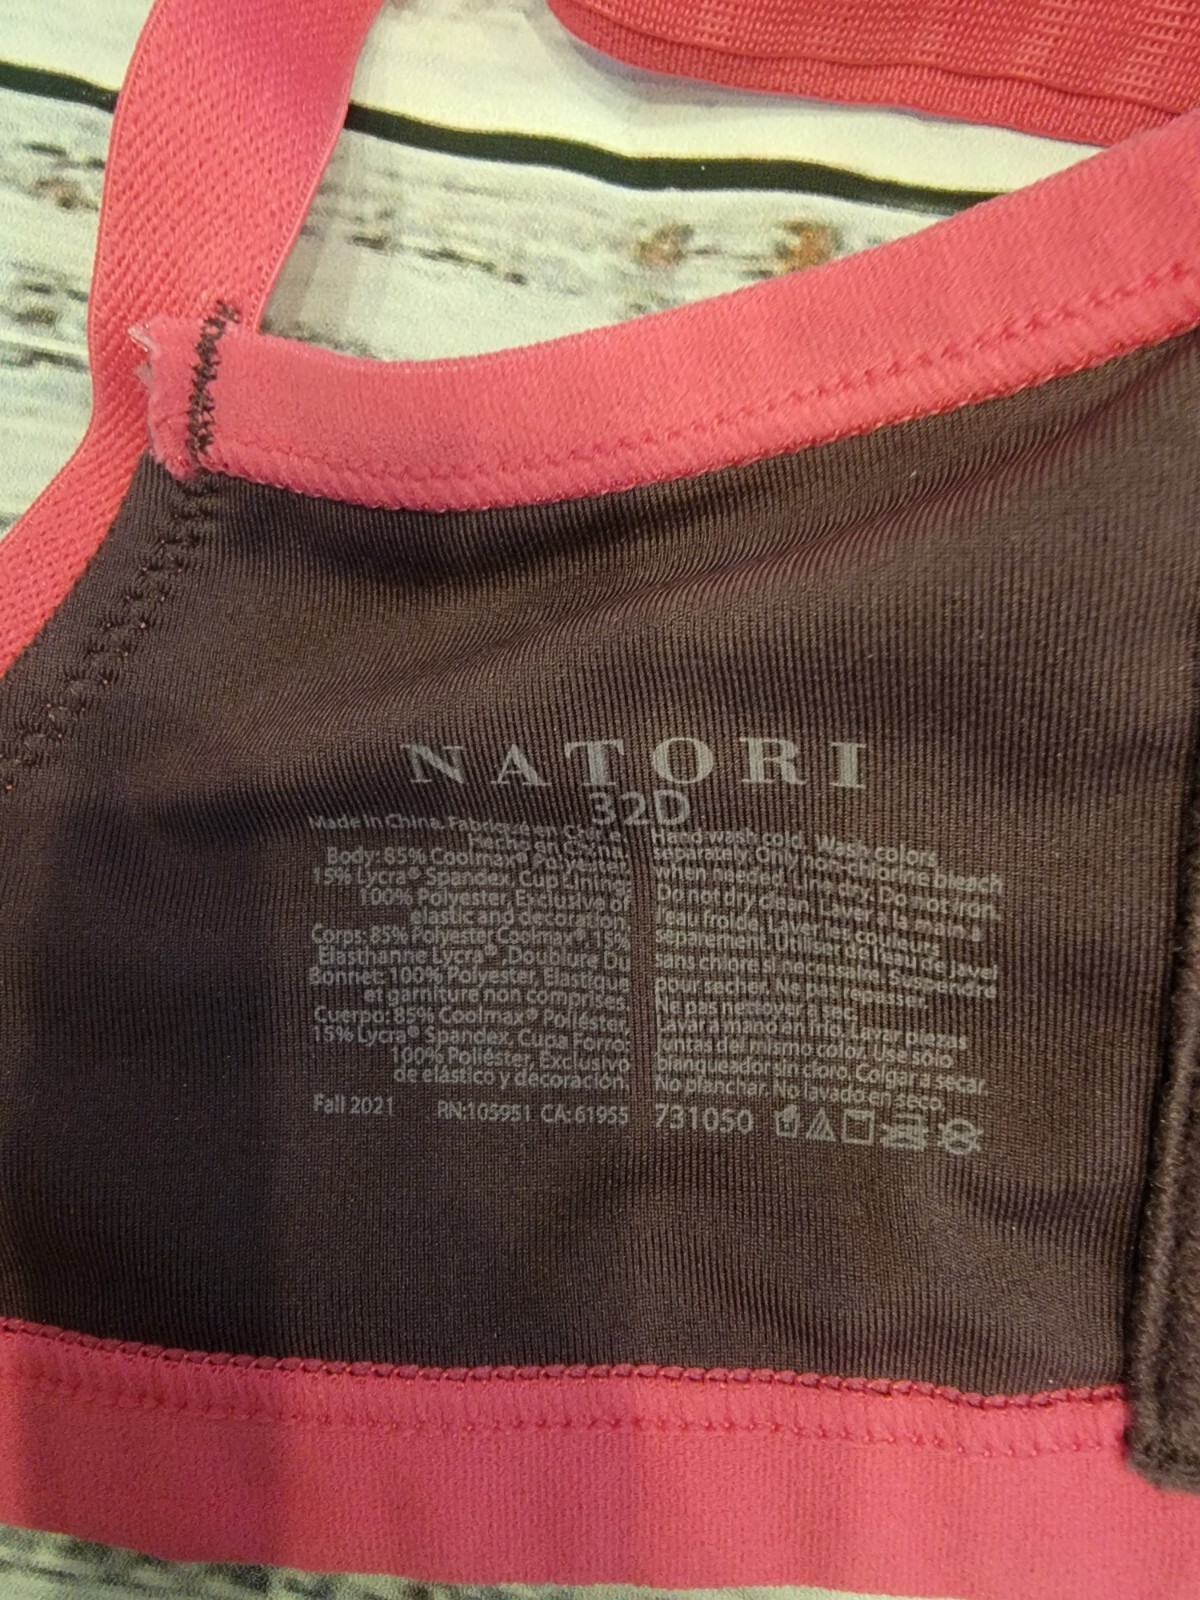 NATORI
32D
Made in China. Fabriqué en Chine.
Hecho en China.
Body: 85% Coolmax® Polyester,
15% Lycra® Spandex, Cup Lining:
100% Polyester, Exclusive of
elastic and decoration.
Corps: 85% Polyester Coolmax®, 15%
Elasthanne Lycra®, Doublure Du
Bonnet: 100% Polyester, Elastique
et garniture non comprises.
Cuerpo: 85% Coolmax® Poliéster,
15% Lycra® Spandex, Cupa Forro:
100% Poliéster, Exclusivo
de elástico y decoración.
Fall 2021 RN:105951 CA:61955
Hand wash cold. Wash colors
separately. Only non-chlorine bleach
when needed. Line dry. Do not iron.
Do not dry clean. Laver à la main à
l'eau froide. Laver les couleurs
séparement. Utiliser de l'eau de javel
sans chlore si necessaire. Suspendre
pour secher. Ne pas repasser.
Ne pas nettoyer à sec.
Lavar a mano en frio. Lavar piezas
juntas del mismo color. Use sólo
blanqueador sin cloro. Colgar a secar.
No planchar. No lavado en seco.
731050